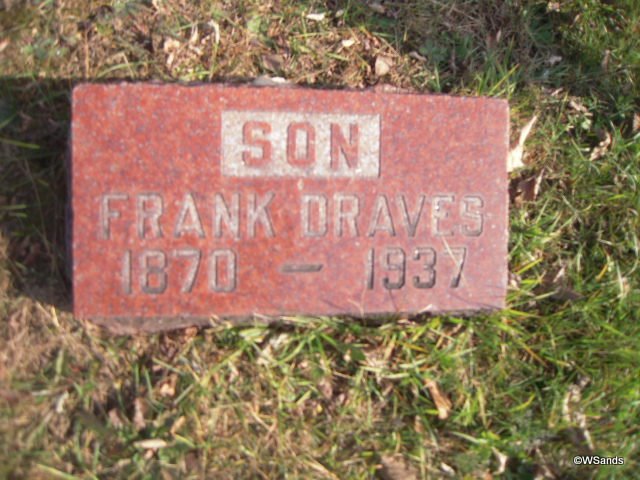 SON
FRANK DRAVES
1870 — 1937
©WSands